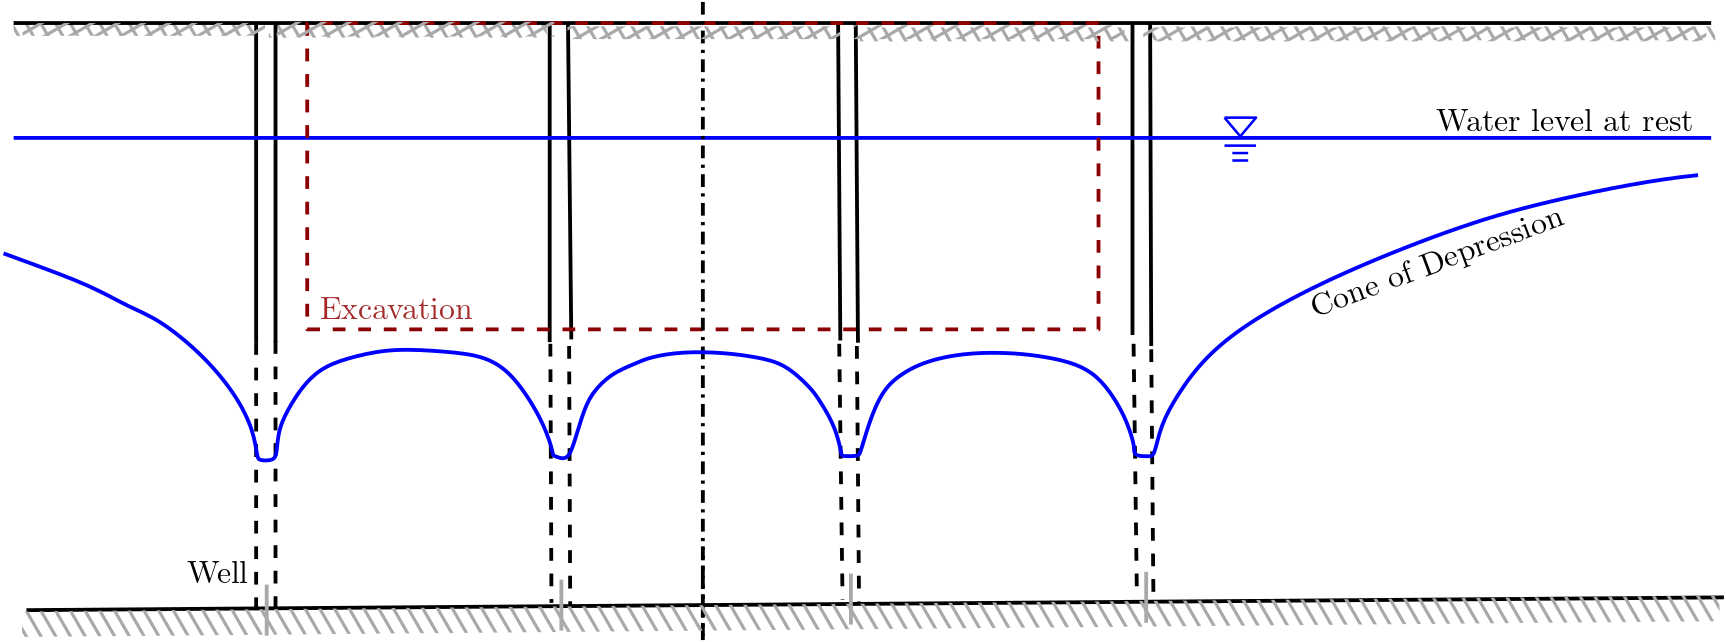 Water level at rest
Cone of Depression
Excavation
Well